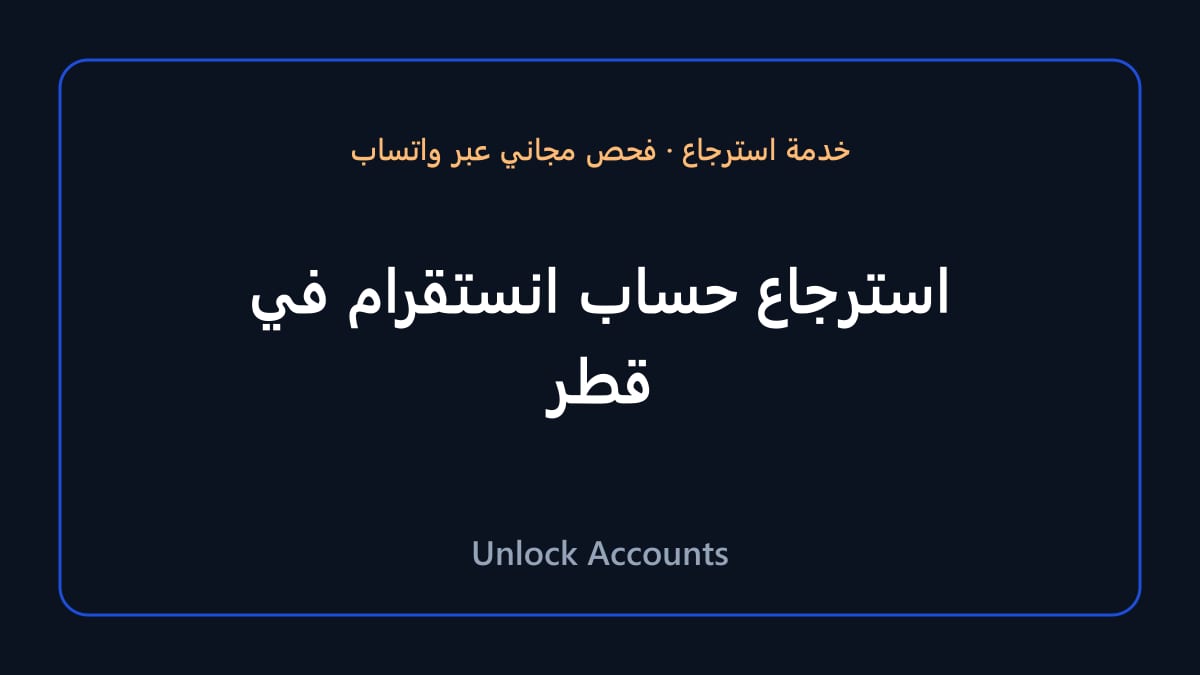 خدمة استرجاع · فحص مجاني عبر واتساب
استرجاع حساب انستقرام في
قطر
Unlock Accounts